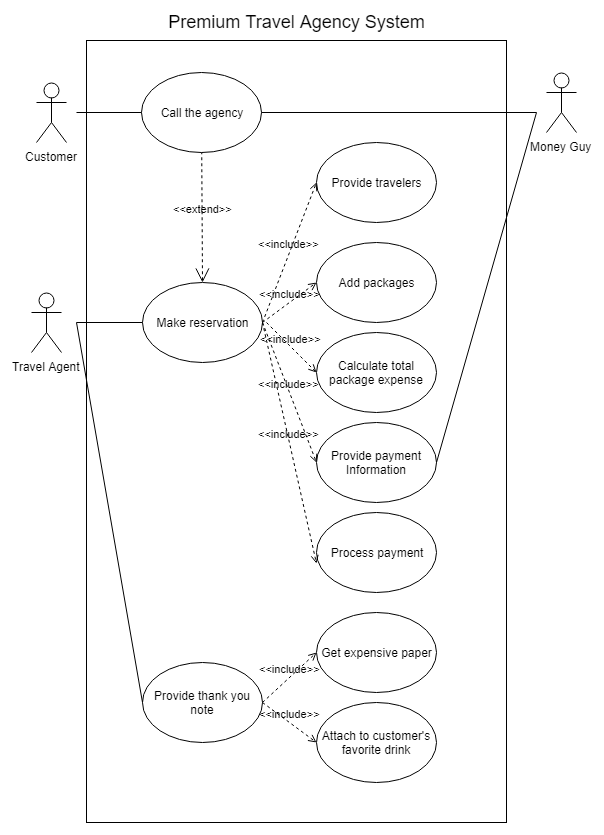 Premium Travel Agency System
Call the agency
Customer
Money Guy
Provide travelers
<<extend>>
<<include>>
Add packages
<<include>>
Make reservation
<<include>>
Travel Agent
Calculate total
package expense
<<include>>
<<include>>
Provide payment
Information
Process payment
Get expensive paper
<<include>>
Provide thank you
note
<<include>>
Attach to customer's
favorite drink